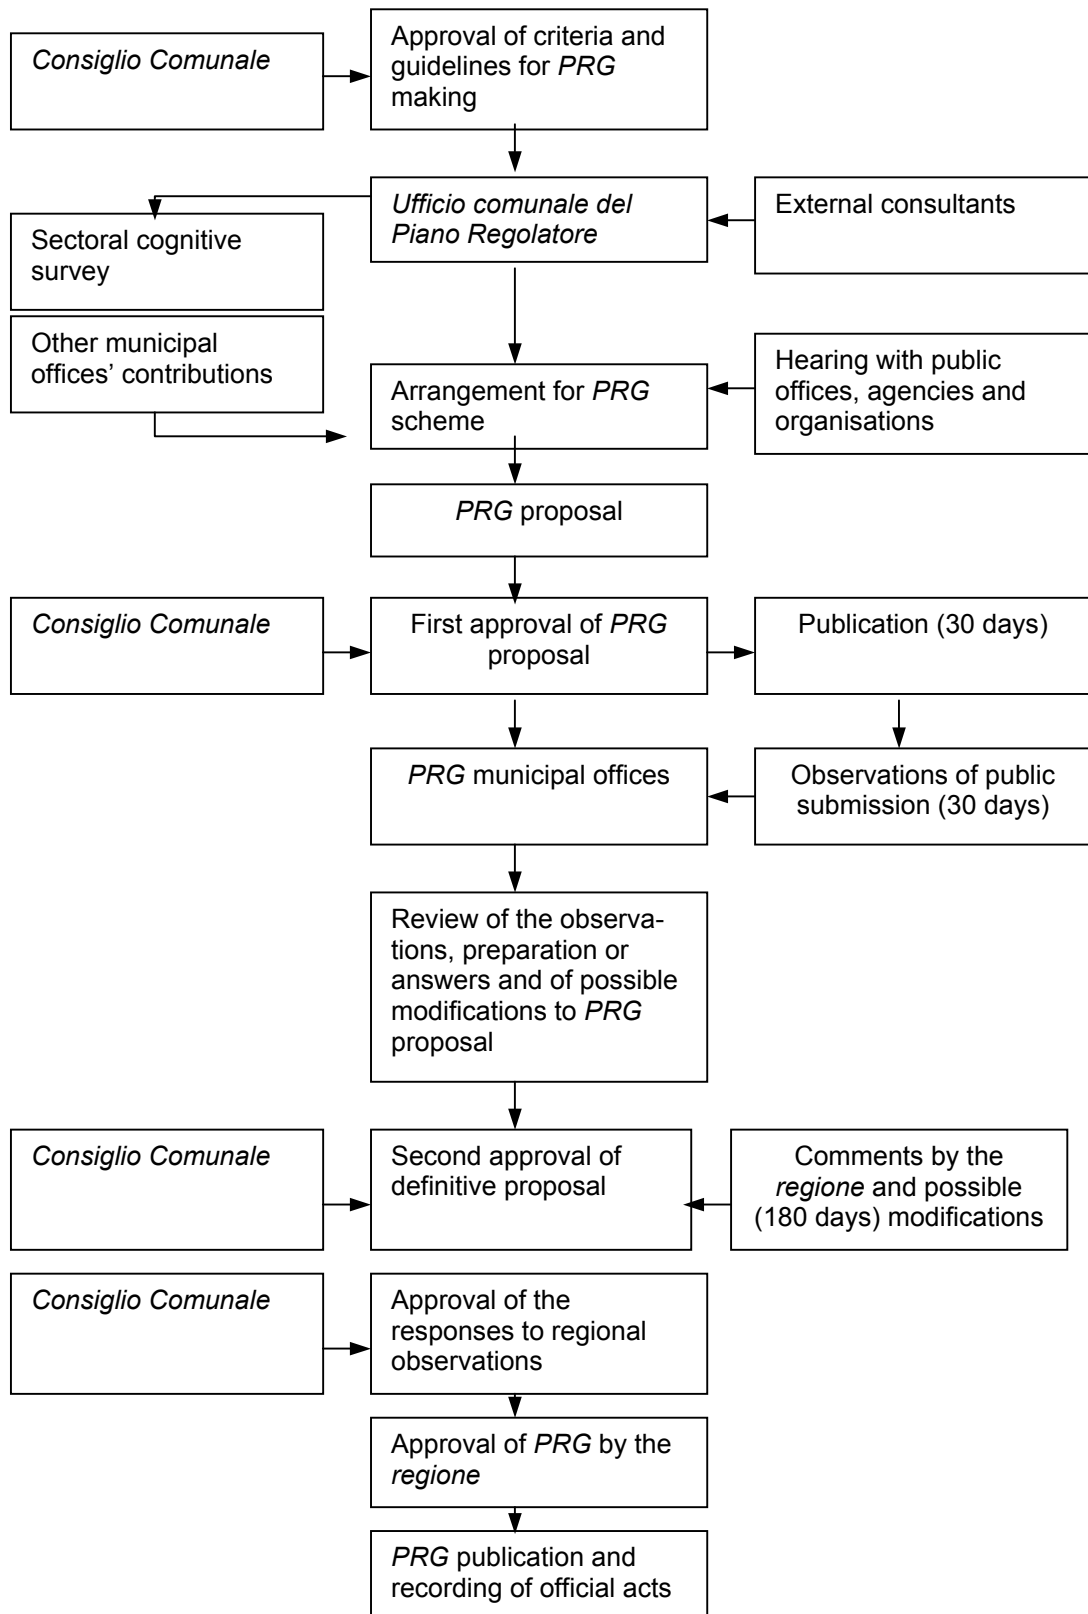 Consiglio Comunale
Approval of criteria and
guidelines for PRG
making
Ufficio comunale del
Piano Regolatore
External consultants
Sectoral cognitive
survey
Other municipal
offices’ contributions
Arrangement for PRG
scheme
Hearing with public
offices, agencies and
organisations
PRG proposal
Consiglio Comunale
First approval of PRG
proposal
Publication (30 days)
PRG municipal offices
Observations of public
submission (30 days)
Review of the observa-
tions, preparation or
answers and of possible
modifications to PRG
proposal
Consiglio Comunale
Second approval of
definitive proposal
Comments by the
regione and possible
(180 days) modifications
Consiglio Comunale
Approval of the
responses to regional
observations
Approval of PRG by the
regione
PRG publication and
recording of official acts